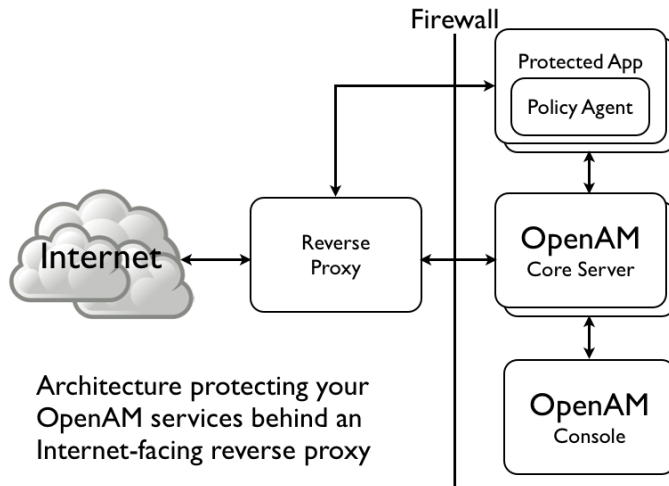 Firewall
Protected App
Policy Agent
Internet
Reverse
Proxy
OpenAM
Core Server
OpenAM
Console
Architecture protecting your
OpenAM services behind an
Internet-facing reverse proxy